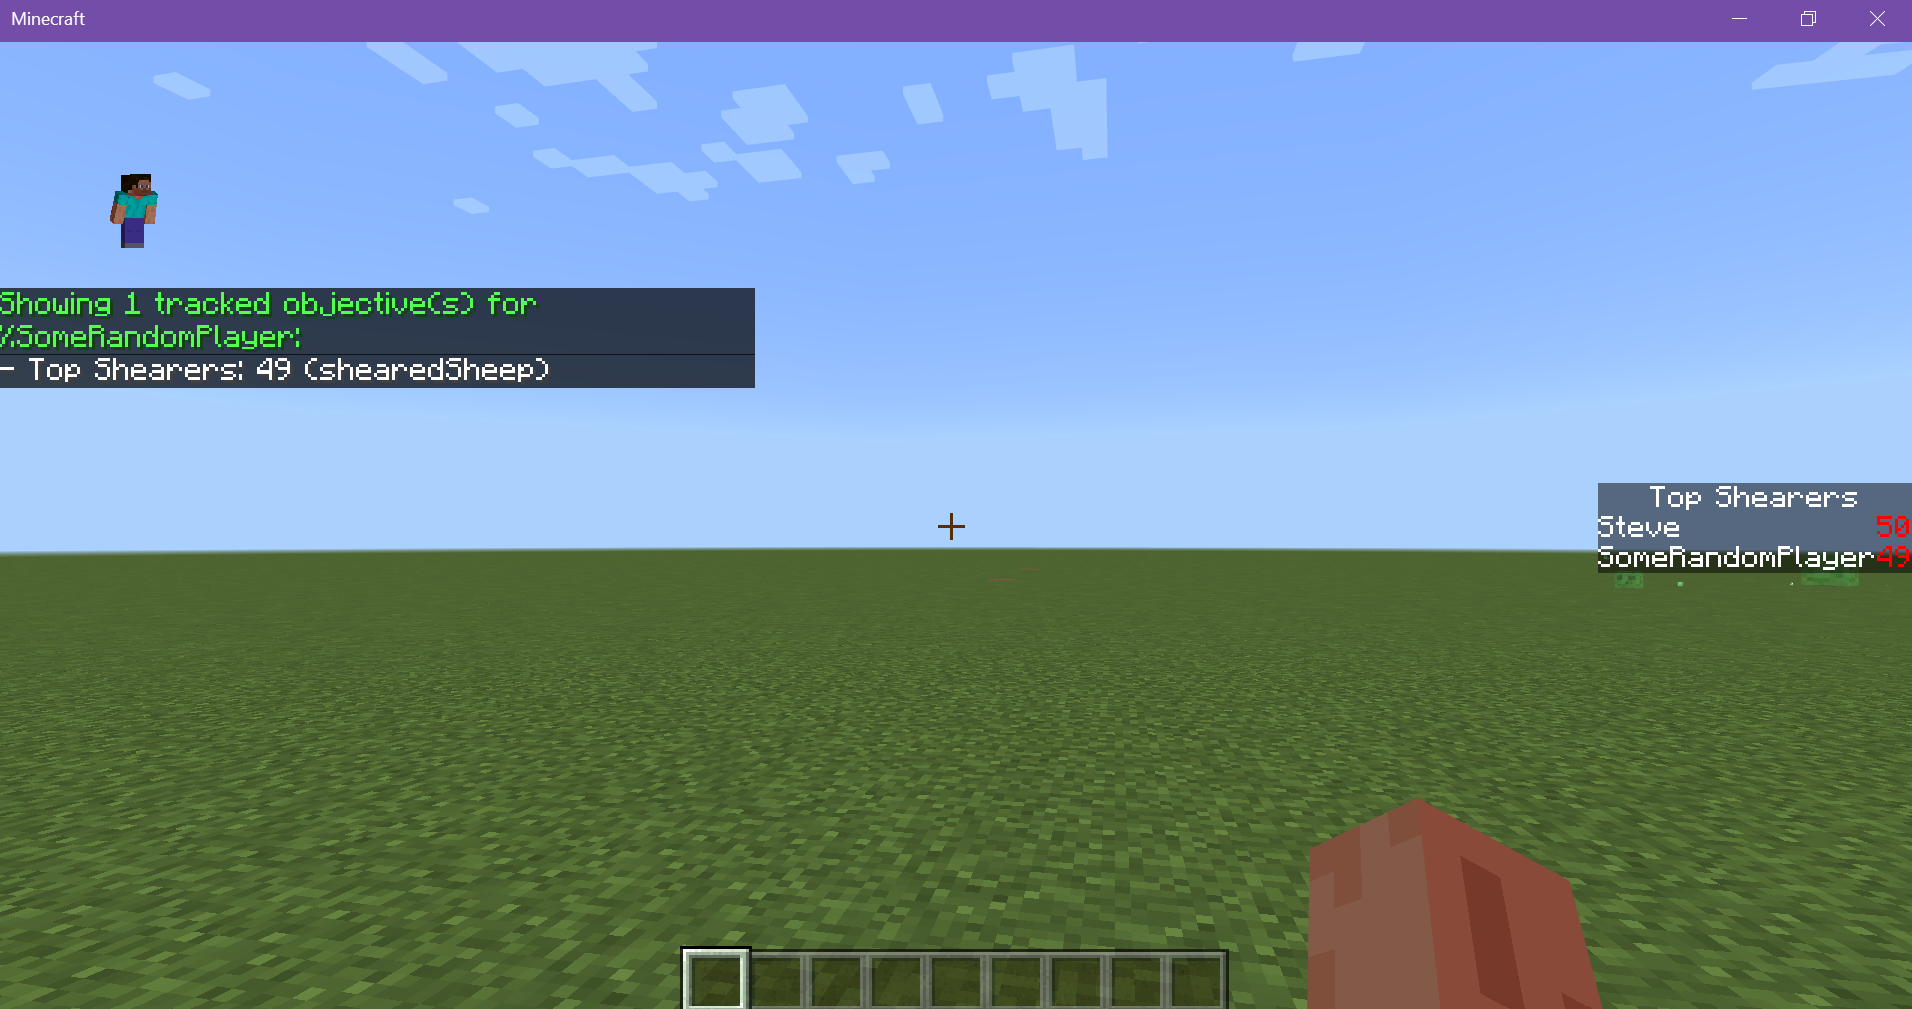 Minecraft
Showing 1 tracked objective(s) for
%SomeRandomPlayer:
- Top Shearers: 49 (shearedSheep)
Top Shearers
Steve 50
SomeRandomPlayer 49